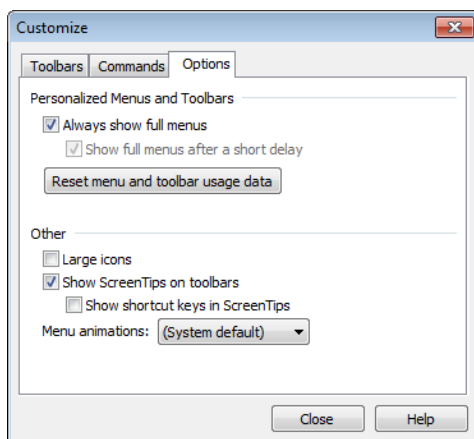 Customize
Toolbars Commands Options
Personalized Menus and Toolbars
Always show full menus
Show full menus after a short delay
Reset menu and toolbar usage data
Other
Large icons
Show ScreenTips on toolbars
Show shortcut keys in ScreenTips
Menu animations: (System default)
Close Help